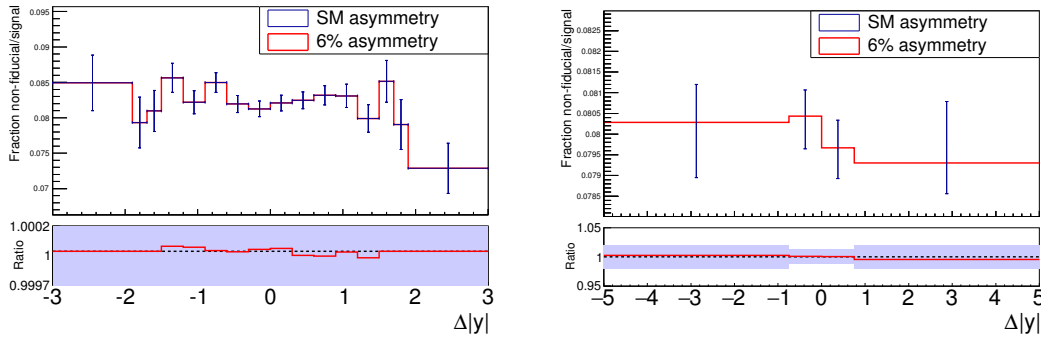 Fraction non-fiducial/signal
0.095
0.09
0.085
0.08
0.075
0.07
SM asymmetry
6% asymmetry
Ratio
1.0002
1
0.9997
−3 −2 −1 0 1 2 3
Δ|y|
Fraction non-fiducial/signal
0.0825
0.082
0.0815
0.081
0.0805
0.08
0.0795
0.079
0.0785
SM asymmetry
6% asymmetry
Ratio
1.05
1
0.95
−5 −4 −3 −2 −1 0 1 2 3 4 5
Δ|y|